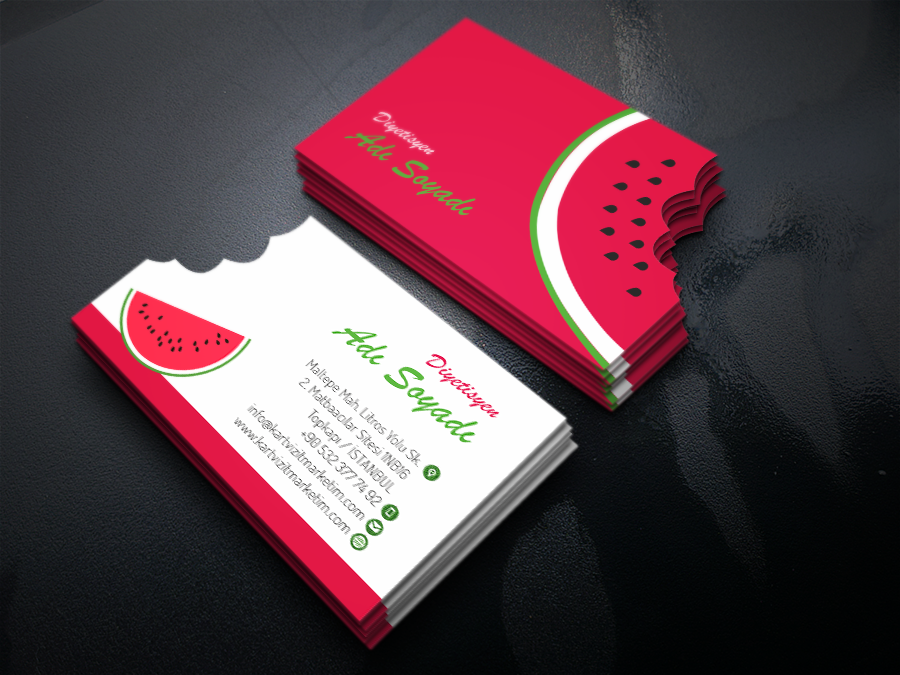 Diyetisyen
Adı Soyadı
Diyetisyen
Adı Soyadı
Maltepe Mah. Litros Yolu Sk.
2. Matbaacılar Sitesi 1NB16
Topkapı / İSTANBUL
+90 532 377 74 92
info@kartvizitmarketim.com
www.kartvizitmarketim.com